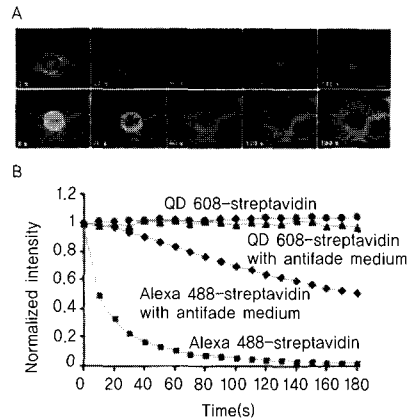 A
B
1.2
QD 608-streptavidin
1
QD 608-streptavidin
with antifade medium
0.8
0.6
Alexa 488-streptavidin
with antifade medium
0.4
0.2
Alexa 488-streptavidin
0
0 20 40 60 80 100 120 140 160 180
Normalized intensity
Time(s)